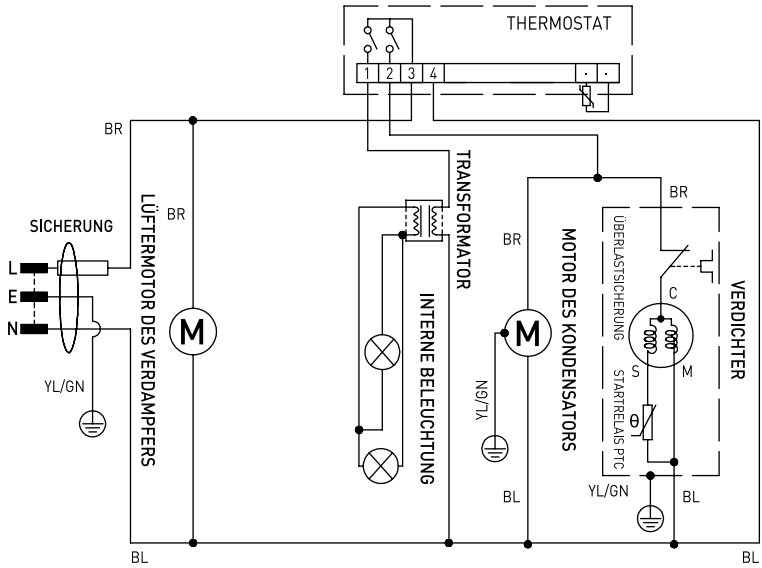 THERMOSTAT
1 2 3 4
BR
BR
SICHERUNG
L
E
N
YL/GN
LÜFTERMOTOR DES VERDAMPFERS
M
TRANSFORMATOR
INTERNE BELEUCHTUNG
BR
M
YL/GN
MOTOR DES KONDENSATORS
BL
BR
ÜBERLASTSICHERUNG
C
S
M
θ
STARTRELAIS PTC
VERDICHTER
YL/GN
BL
BL
BL